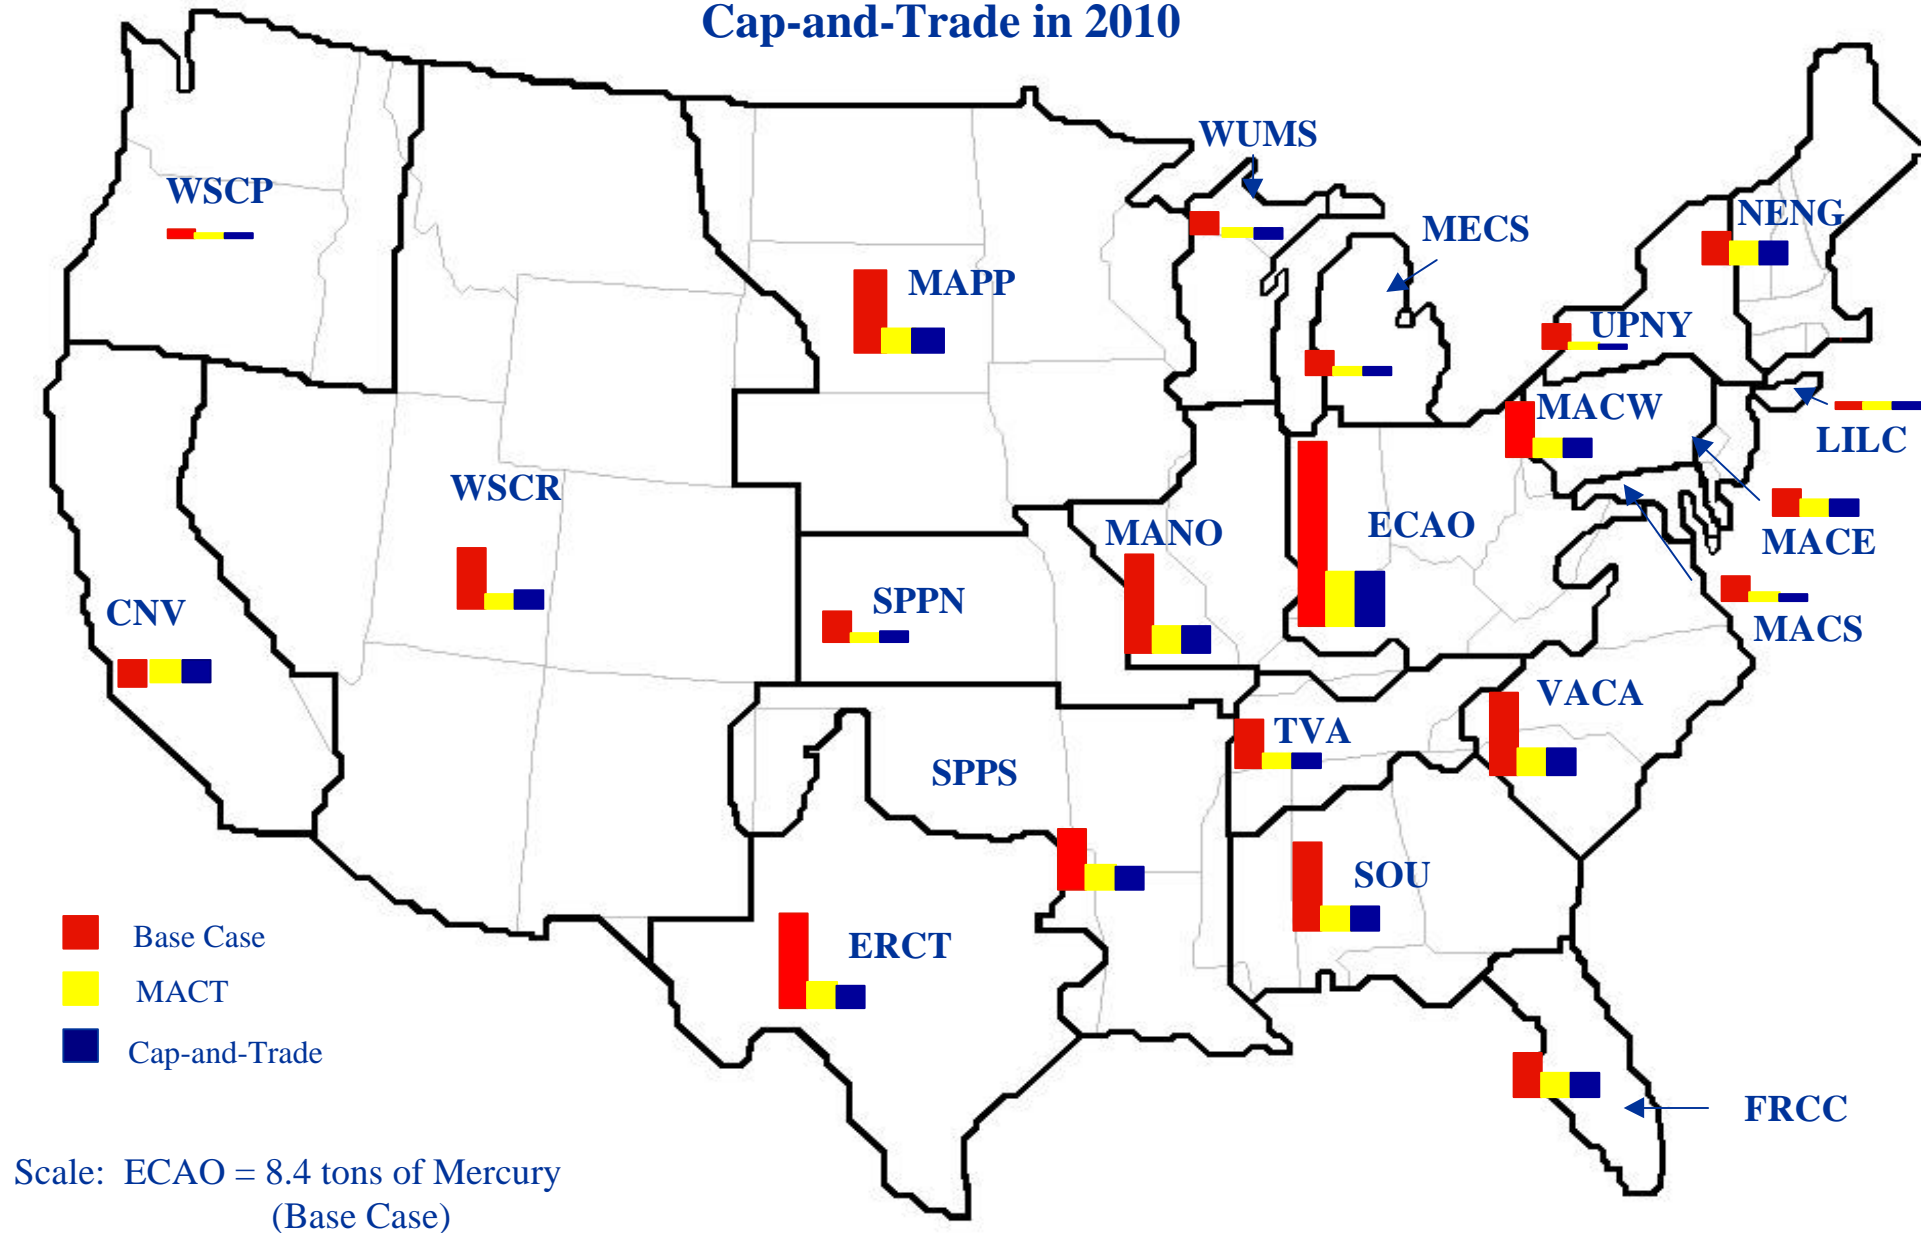 Cap-and-Trade in 2010
WUMS
WSCP
NENG
MECS
MAPP
UPNY
MACW
LILC
WSCR
MANO
ECAO
MACE
SPPN
CNV
MACS
VACA
TVA
SPPS
SOU
Base Case
ERCT
MACT
Cap-and-Trade
FRCC
Scale: ECAO = 8.4 tons of Mercury
(Base Case)